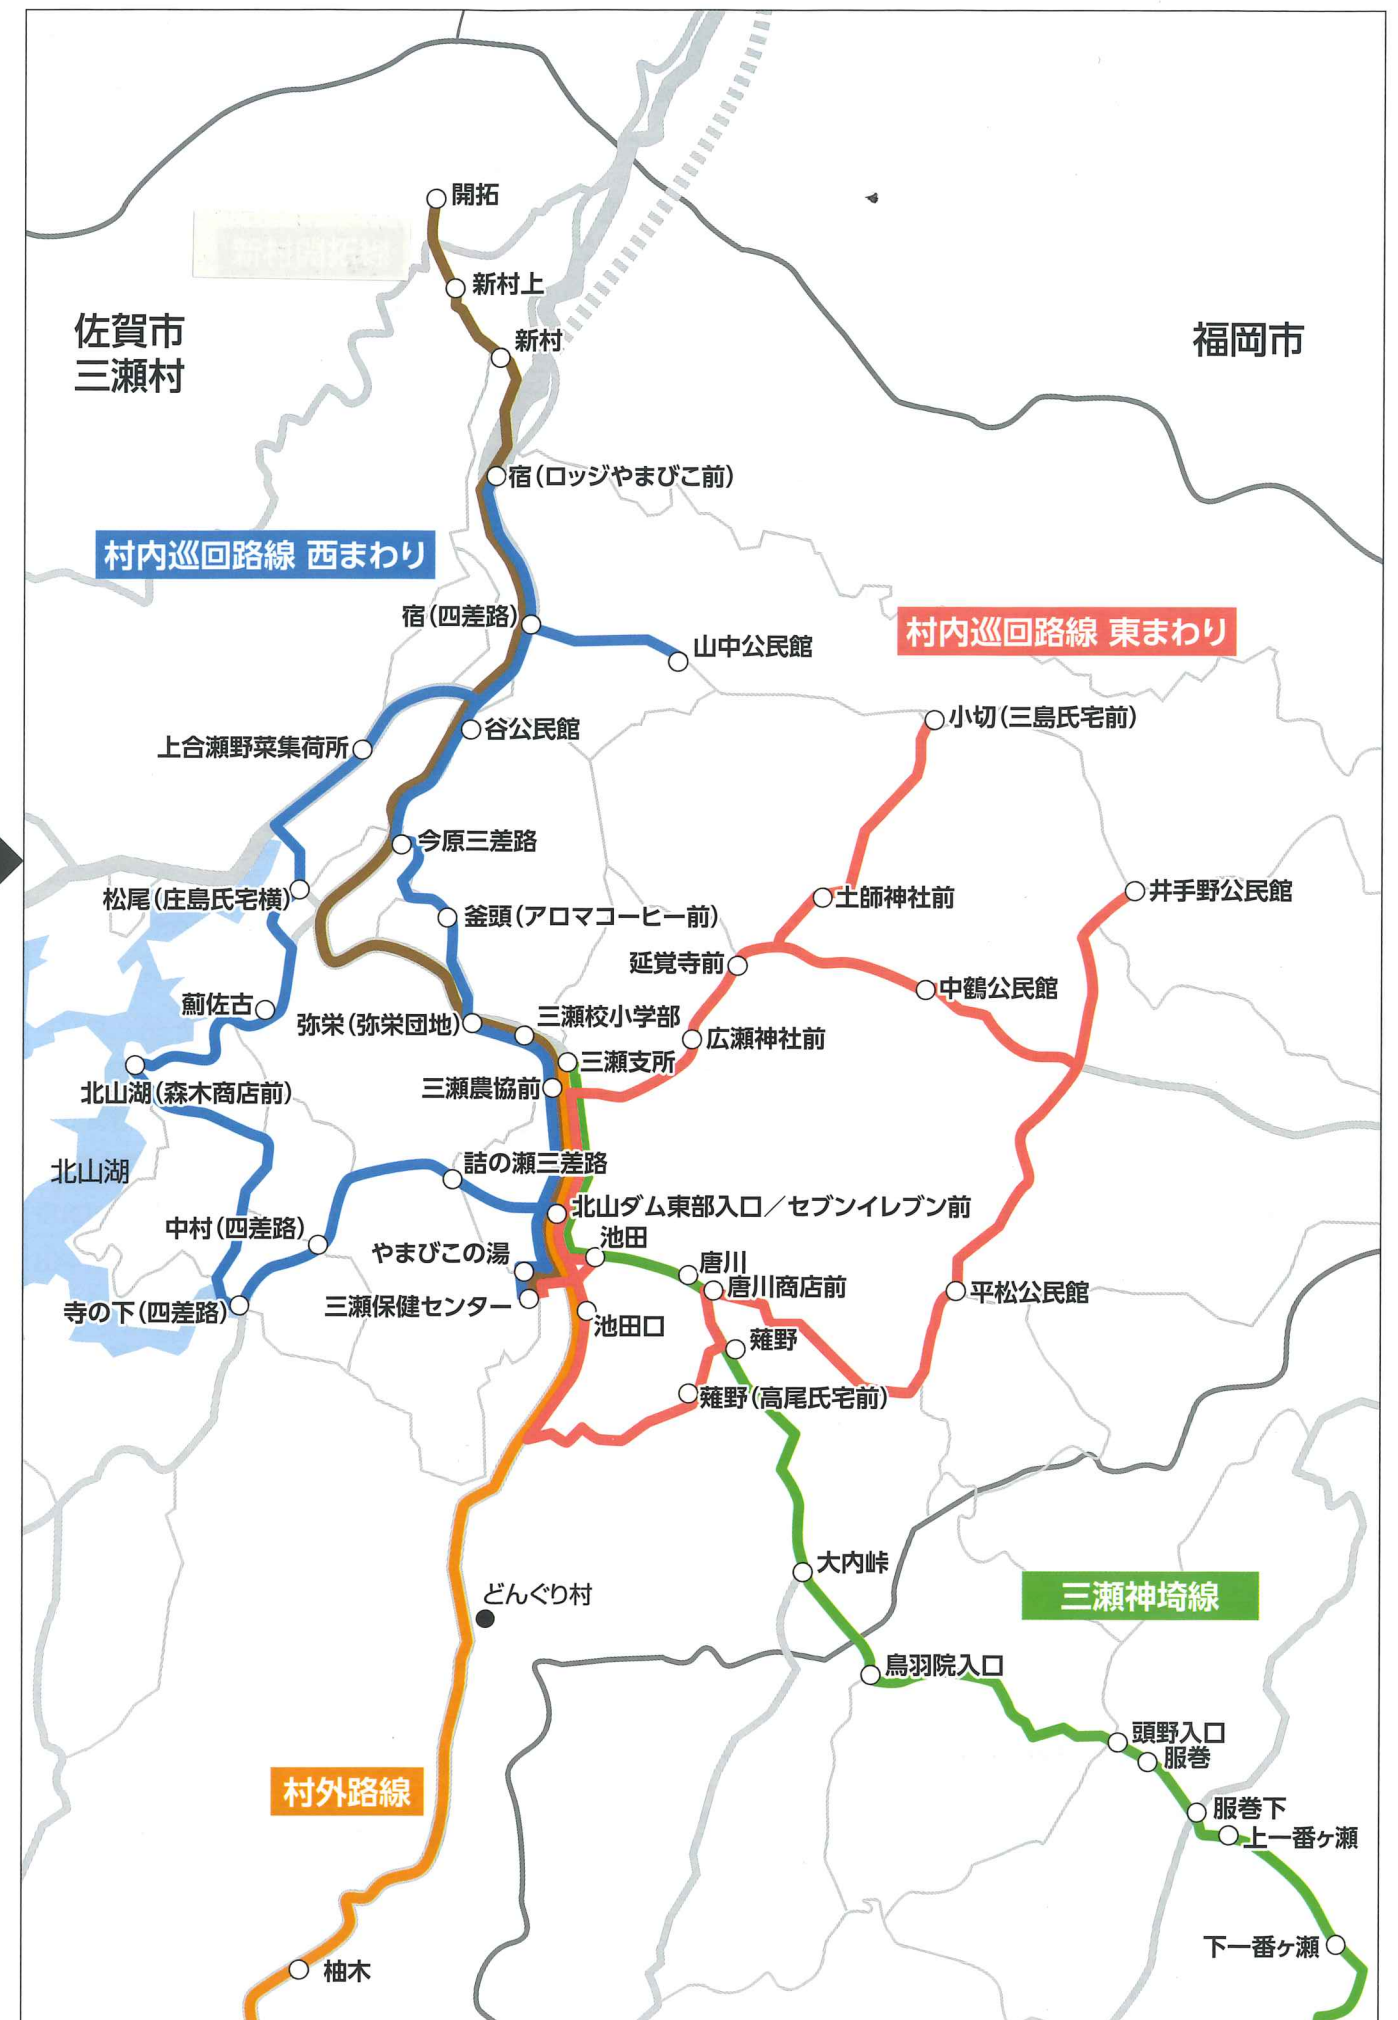 開拓
新村開拓線
新村上
佐賀市
三瀬村
新村
福岡市
宿(ロッジやまびこ前)
村内巡回路線 西まわり
宿(四差路)
村内巡回路線 東まわり
山中公民館
小切(三島氏宅前)
谷公民館
上合瀬野菜集荷所
今原三差路
松尾(庄島氏宅横)
土師神社前
井手野公民館
釜頭(アロマコーヒー前)
延覚寺前
中鶴公民館
薊佐古
弥栄(弥栄団地)
三瀬校小学部
広瀬神社前
三瀬支所
北山湖(森木商店前)
三瀬農協前
北山湖
詰の瀬三差路
北山ダム東部入口/セブンイレブン前
中村(四差路)
池田
やまびこの湯
唐川
唐川商店前
平松公民館
寺の下(四差路)
三瀬保健センター
池田口
薙野
薙野(高尾氏宅前)
大内峠
どんぐり村
三瀬神埼線
鳥羽院入口
頭野入口
服巻
村外路線
服巻下
上一番ヶ瀬
下一番ヶ瀬
柚木